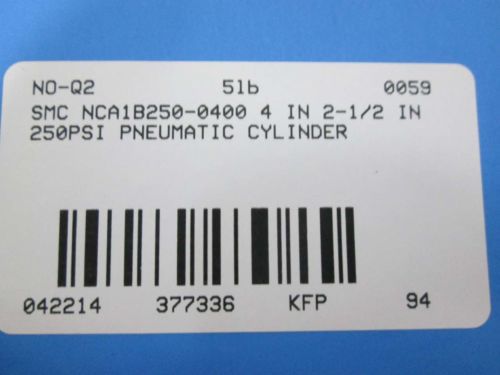 NO-Q2 51b 0059
SMC NCA1B250-0400 4 IN 2-1/2 IN
250PSI PNEUMATIC CYLINDER
042214 377336 KFP 94